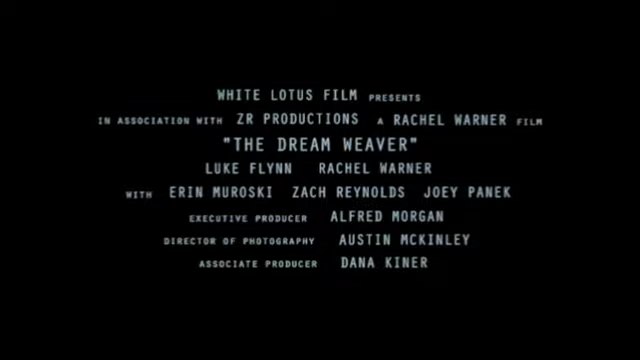 WHITE LOTUS FILM PRESENTS
IN ASSOCIATION WITH ZR PRODUCTIONS A RACHEL WARNER FILM
"THE DREAM WEAVER"
LUKE FLYNN RACHEL WARNER
WITH ERIN MUROSKI ZACH REYNOLDS JOEY PANEK
EXECUTIVE PRODUCER ALFRED MORGAN
DIRECTOR OF PHOTOGRAPHY AUSTIN MCKINLEY
ASSOCIATE PRODUCER DANA KINER